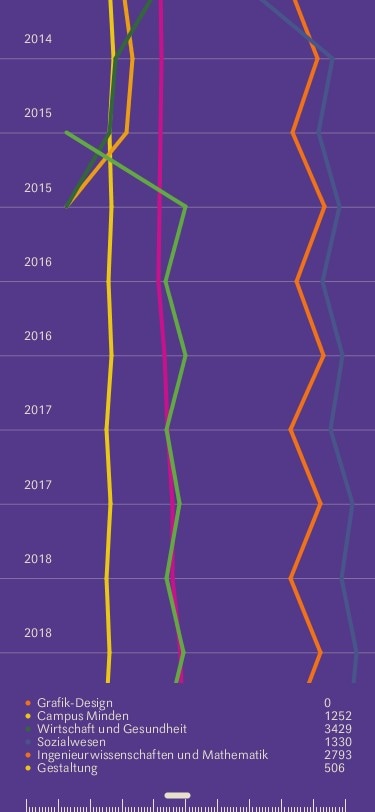 2014
2015
2015
2016
2016
2017
2017
2018
2018
Grafik-Design 0
Campus Minden 1252
Wirtschaft und Gesundheit 3429
Sozialwesen 1330
Ingenieurwissenschaften und Mathematik 2793
Gestaltung 506